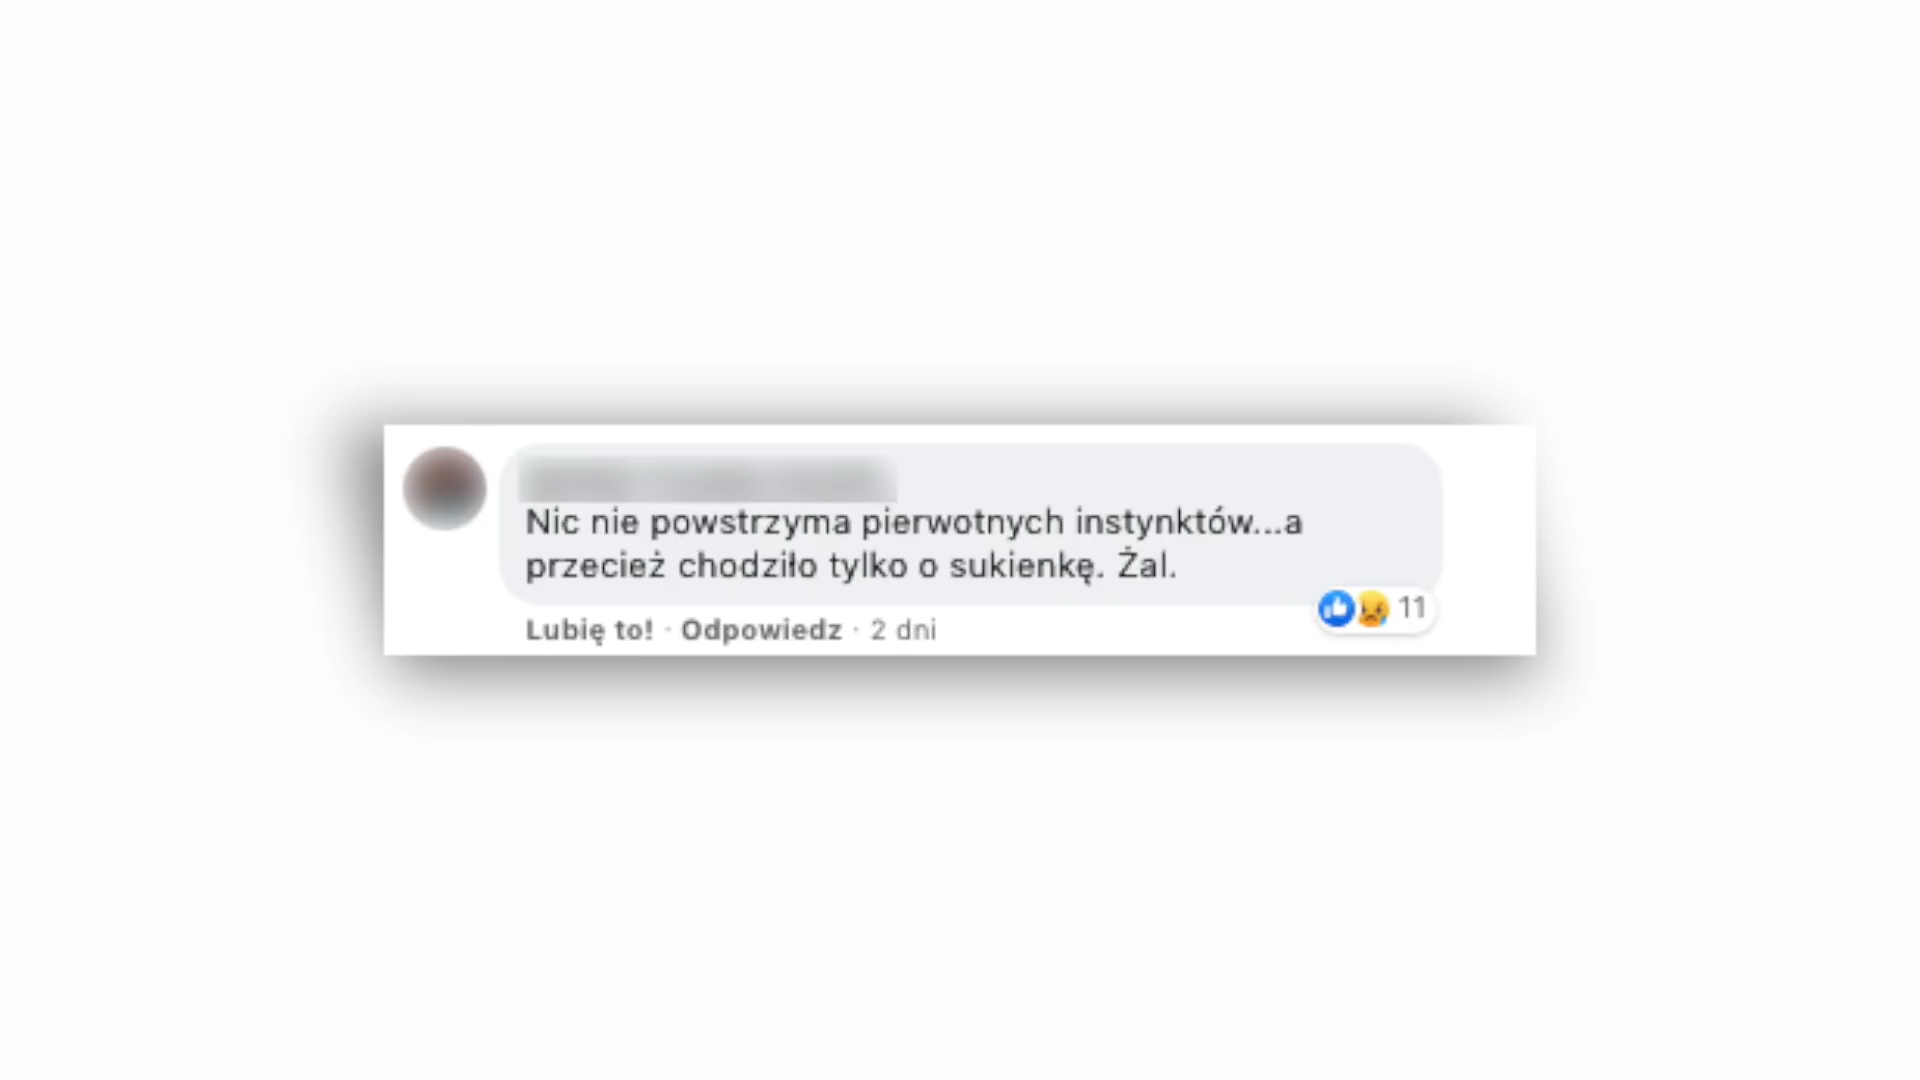 Nic nie powstrzyma pierwotnych instynktów...a
przecież chodziło tylko o sukienkę. Żal.
11
Lubię to! · Odpowiedz · 2 dni